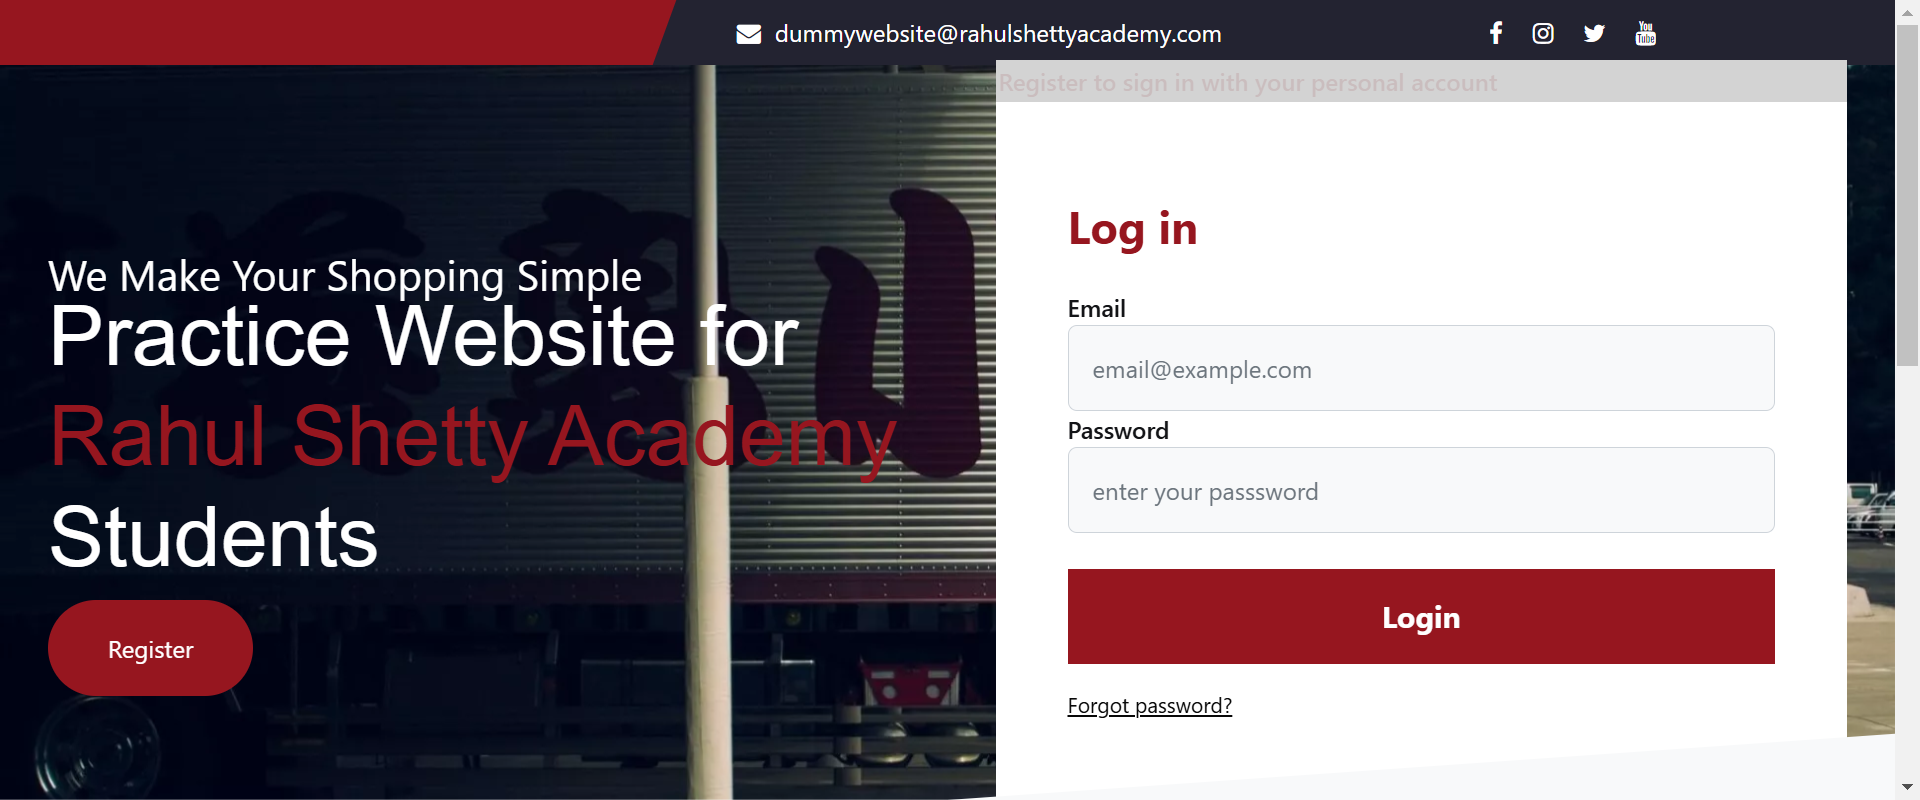 dummywebsite@rahulshettyacademy.com
You
Tube
Register to sign in with your personal account
We Make Your Shopping Simple
Practice Website for
Rahul Shetty Academy
Students
Register
Log in
Email
email@example.com
Password
enter your passsword
Login
Forgot password?